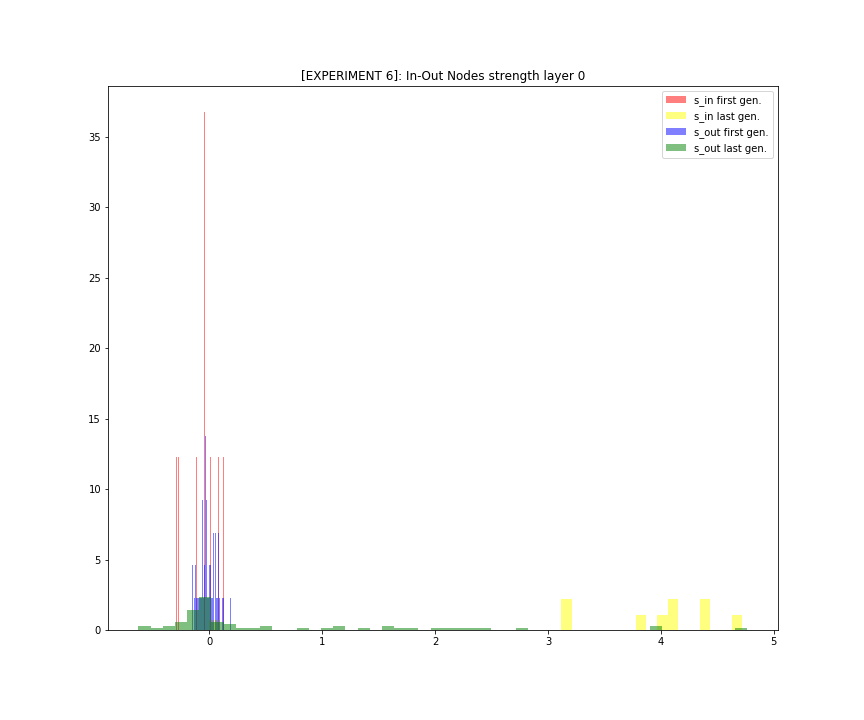 [EXPERIMENT 6]: In-Out Nodes strength layer 0
s_in first gen.
s_in last gen.
s_out first gen.
s_out last gen.
35
30
25
20
15
10
5
0
0 1 2 3 4 5